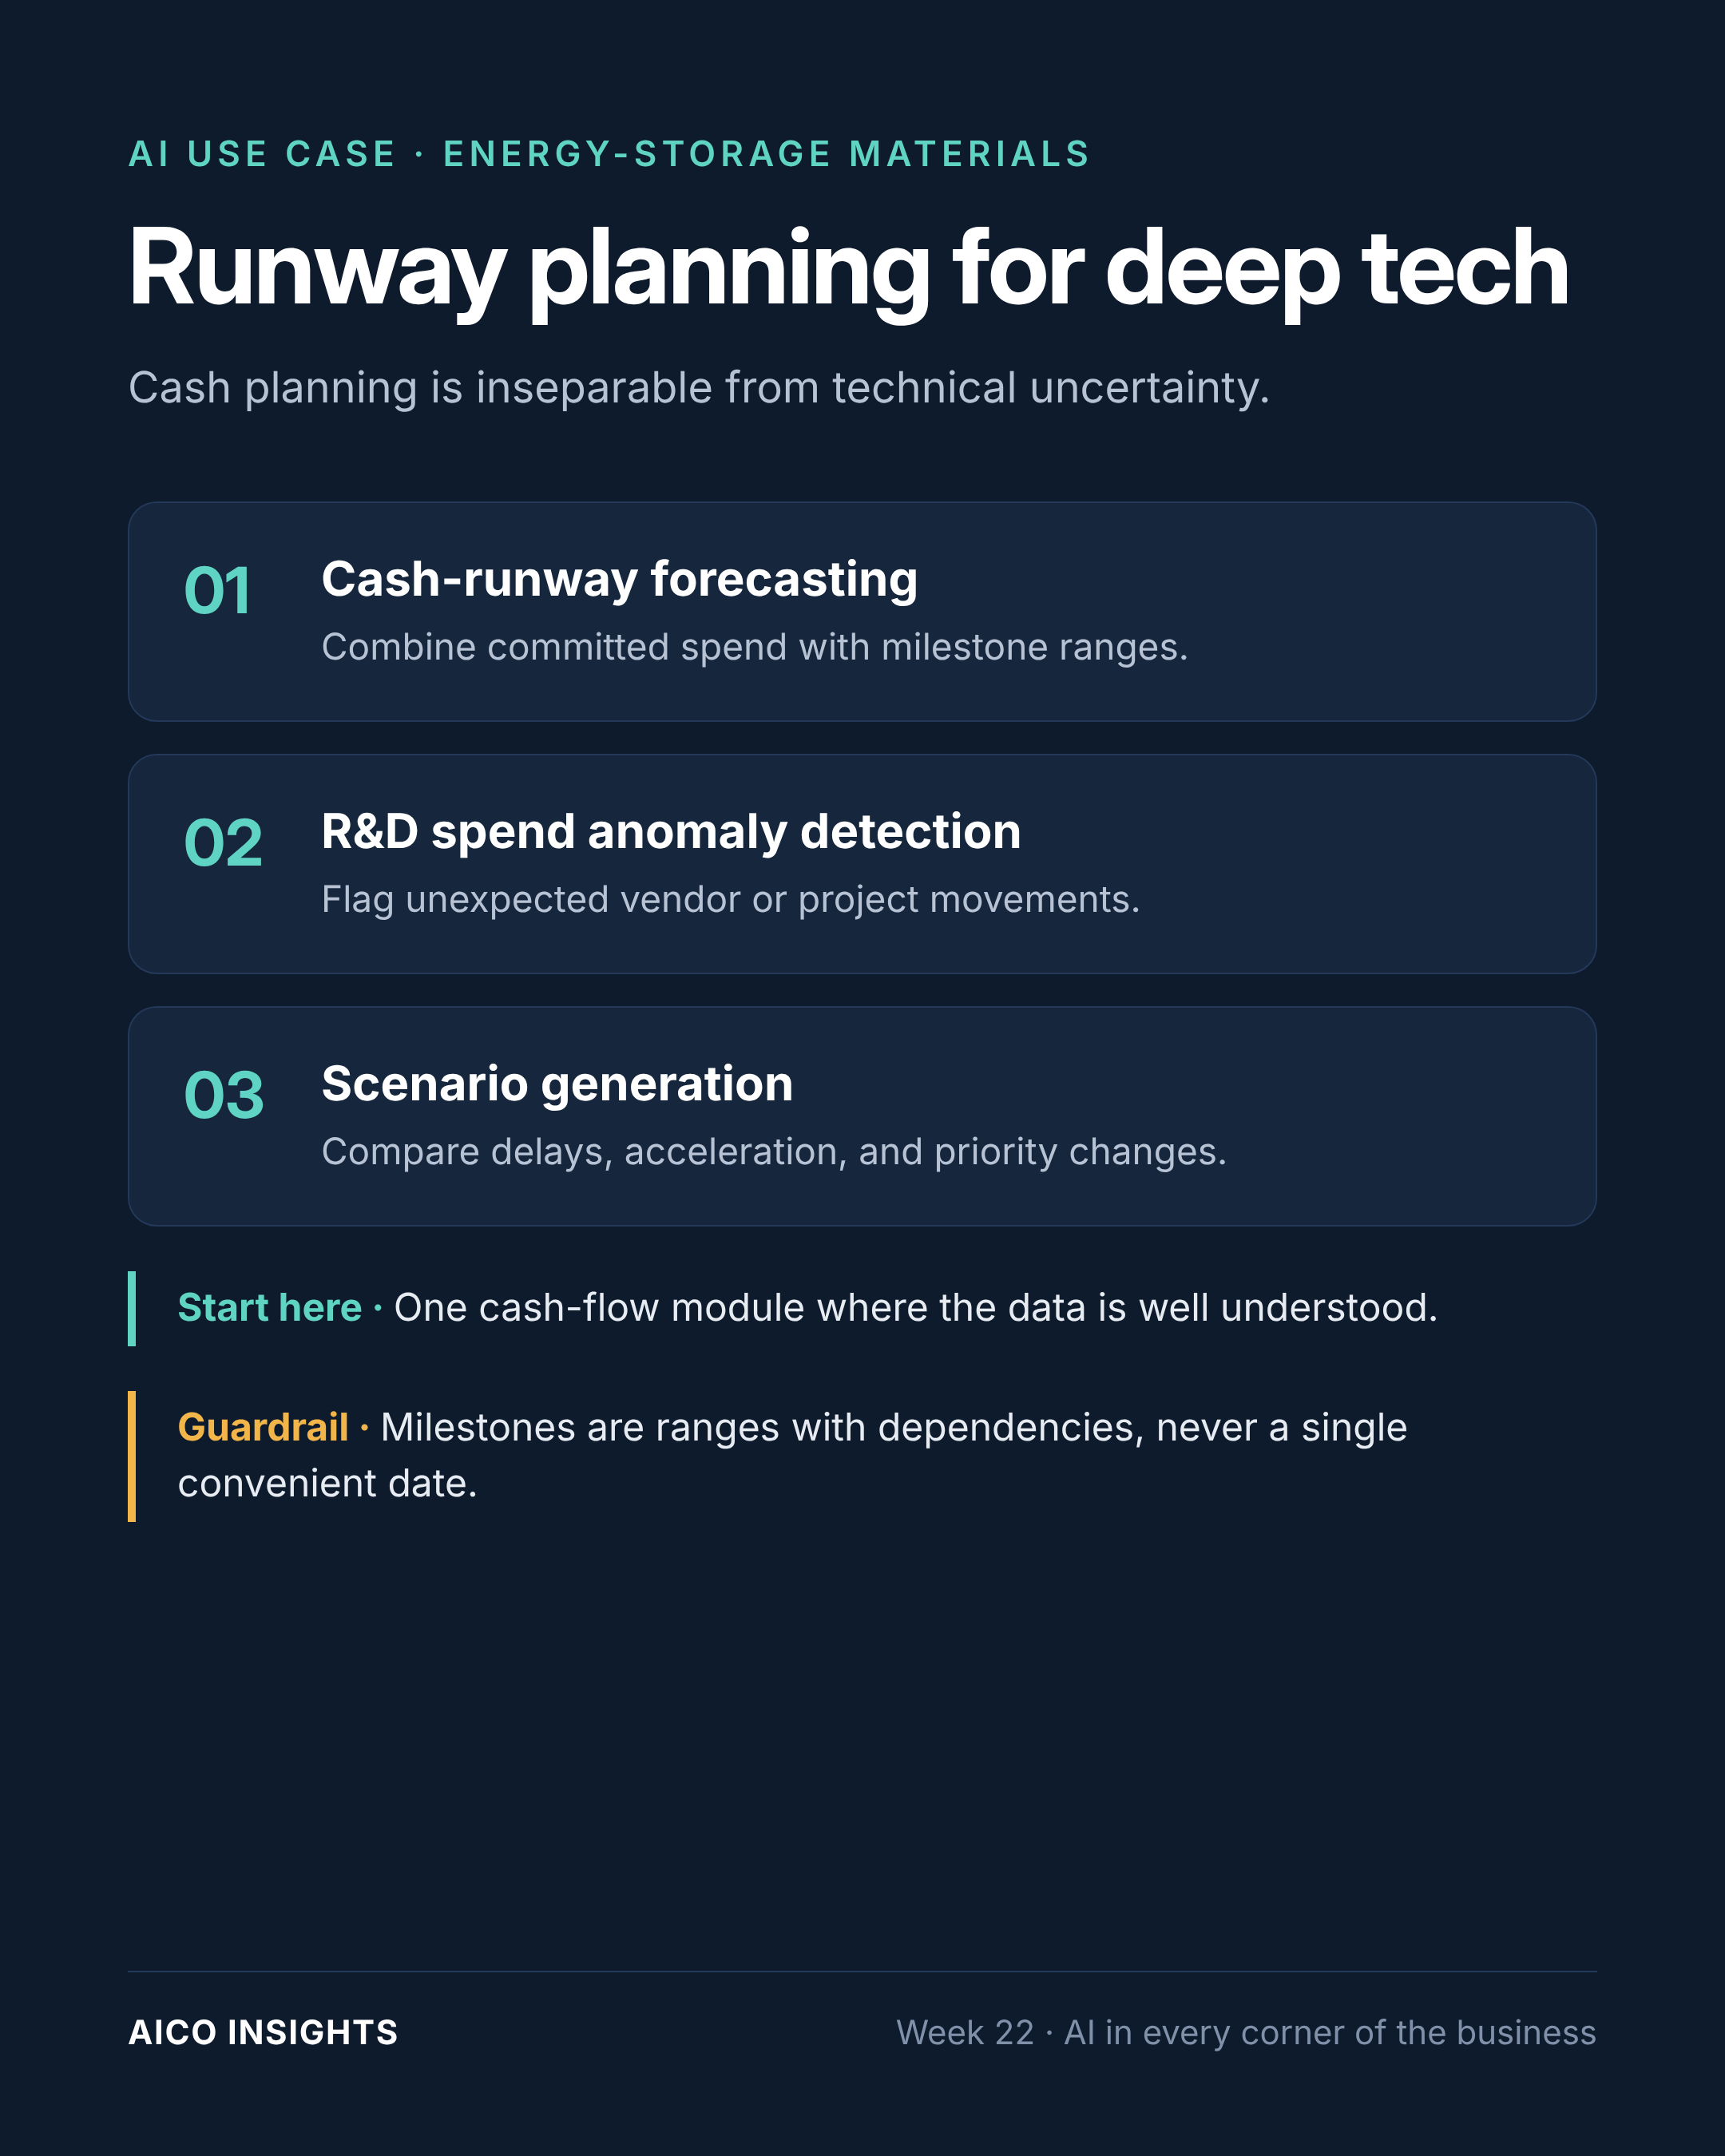 AI USE CASE · ENERGY-STORAGE MATERIALS
Runway planning for deep tech
Cash planning is inseparable from technical uncertainty.
01
Cash-runway forecasting
Combine committed spend with milestone ranges.
02
R&D spend anomaly detection
Flag unexpected vendor or project movements.
03
Scenario generation
Compare delays, acceleration, and priority changes.
Start here · One cash-flow module where the data is well understood.
Guardrail · Milestones are ranges with dependencies, never a single
convenient date.
AICO INSIGHTS
Week 22 · AI in every corner of the business